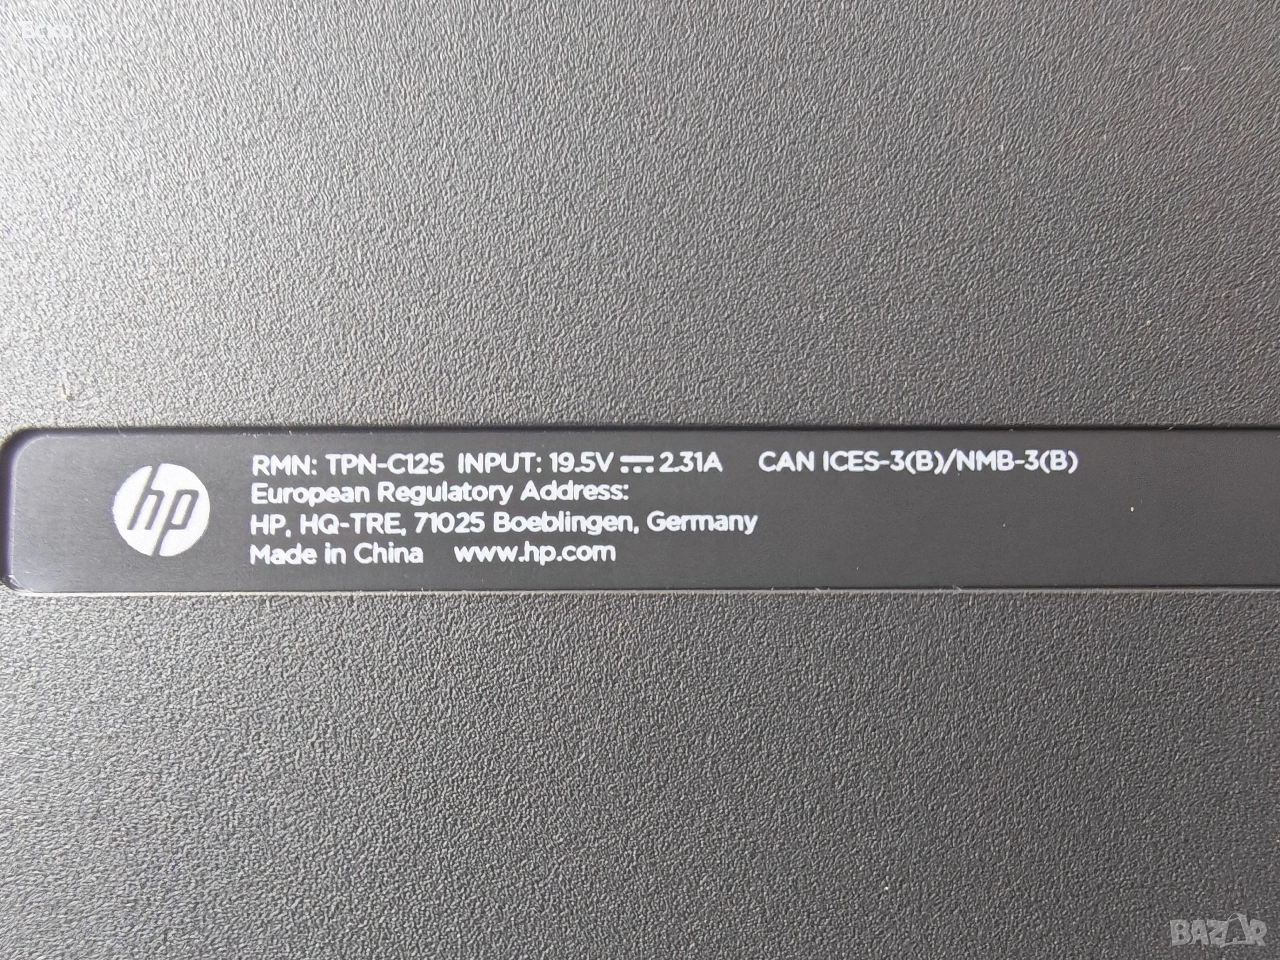 hp
RMN: TPN-C125 INPUT: 19.5V ⎓ 2.31A CAN ICES-3(B)/NMB-3(B)
European Regulatory Address:
HP, HQ-TRE, 71025 Boeblingen, Germany
Made in China www.hp.com
BAZAR